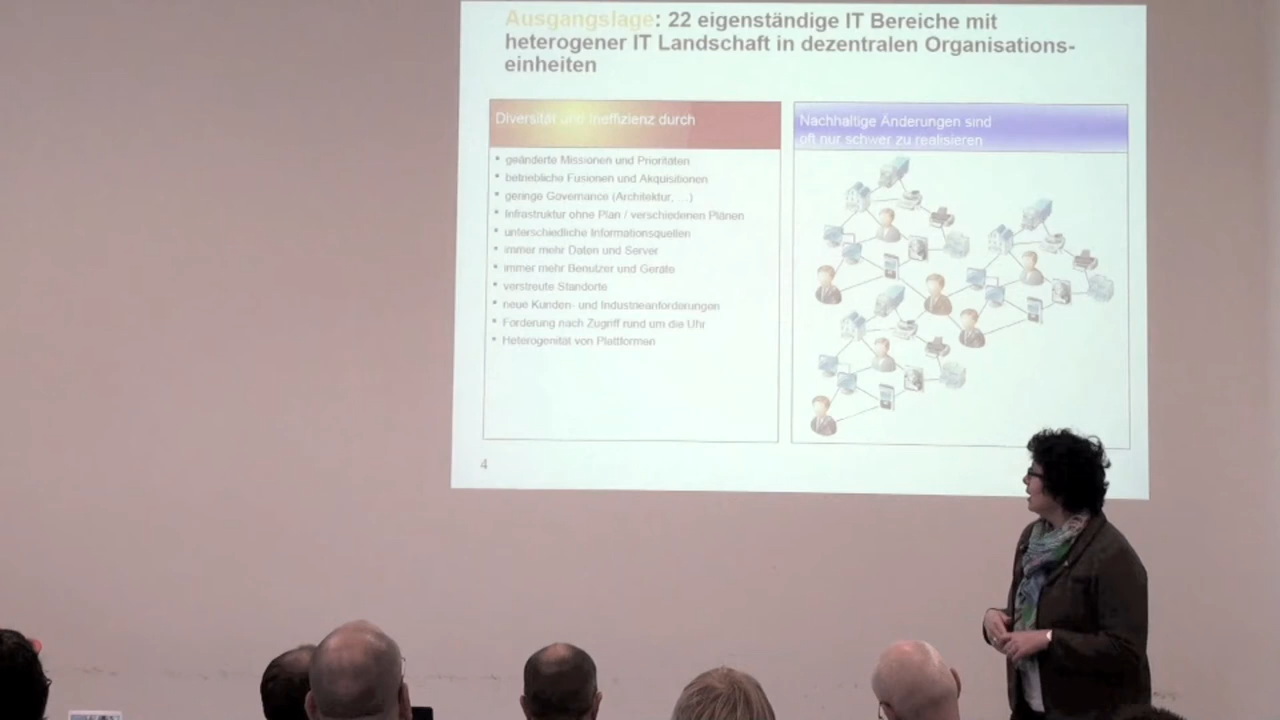 Ausgangslage: 22 eigenständige IT Bereiche mit
heterogener IT Landschaft in dezentralen Organisations-
einheiten
Diversität und Ineffizienz durch
▪ geänderte Missionen und Prioritäten
▪ betriebliche Fusionen und Akquisitionen
▪ geringe Governance (Architektur, ...)
▪ Infrastruktur ohne Plan / verschiedenen Plänen
▪ unterschiedliche Informationsquellen
▪ immer mehr Daten und Server
▪ immer mehr Benutzer und Geräte
▪ verstreute Standorte
▪ neue Kunden- und Industrieanforderungen
▪ Forderung nach Zugriff rund um die Uhr
▪ Heterogenität von Plattformen
Nachhaltige Änderungen sind
oft nur schwer zu realisieren
4